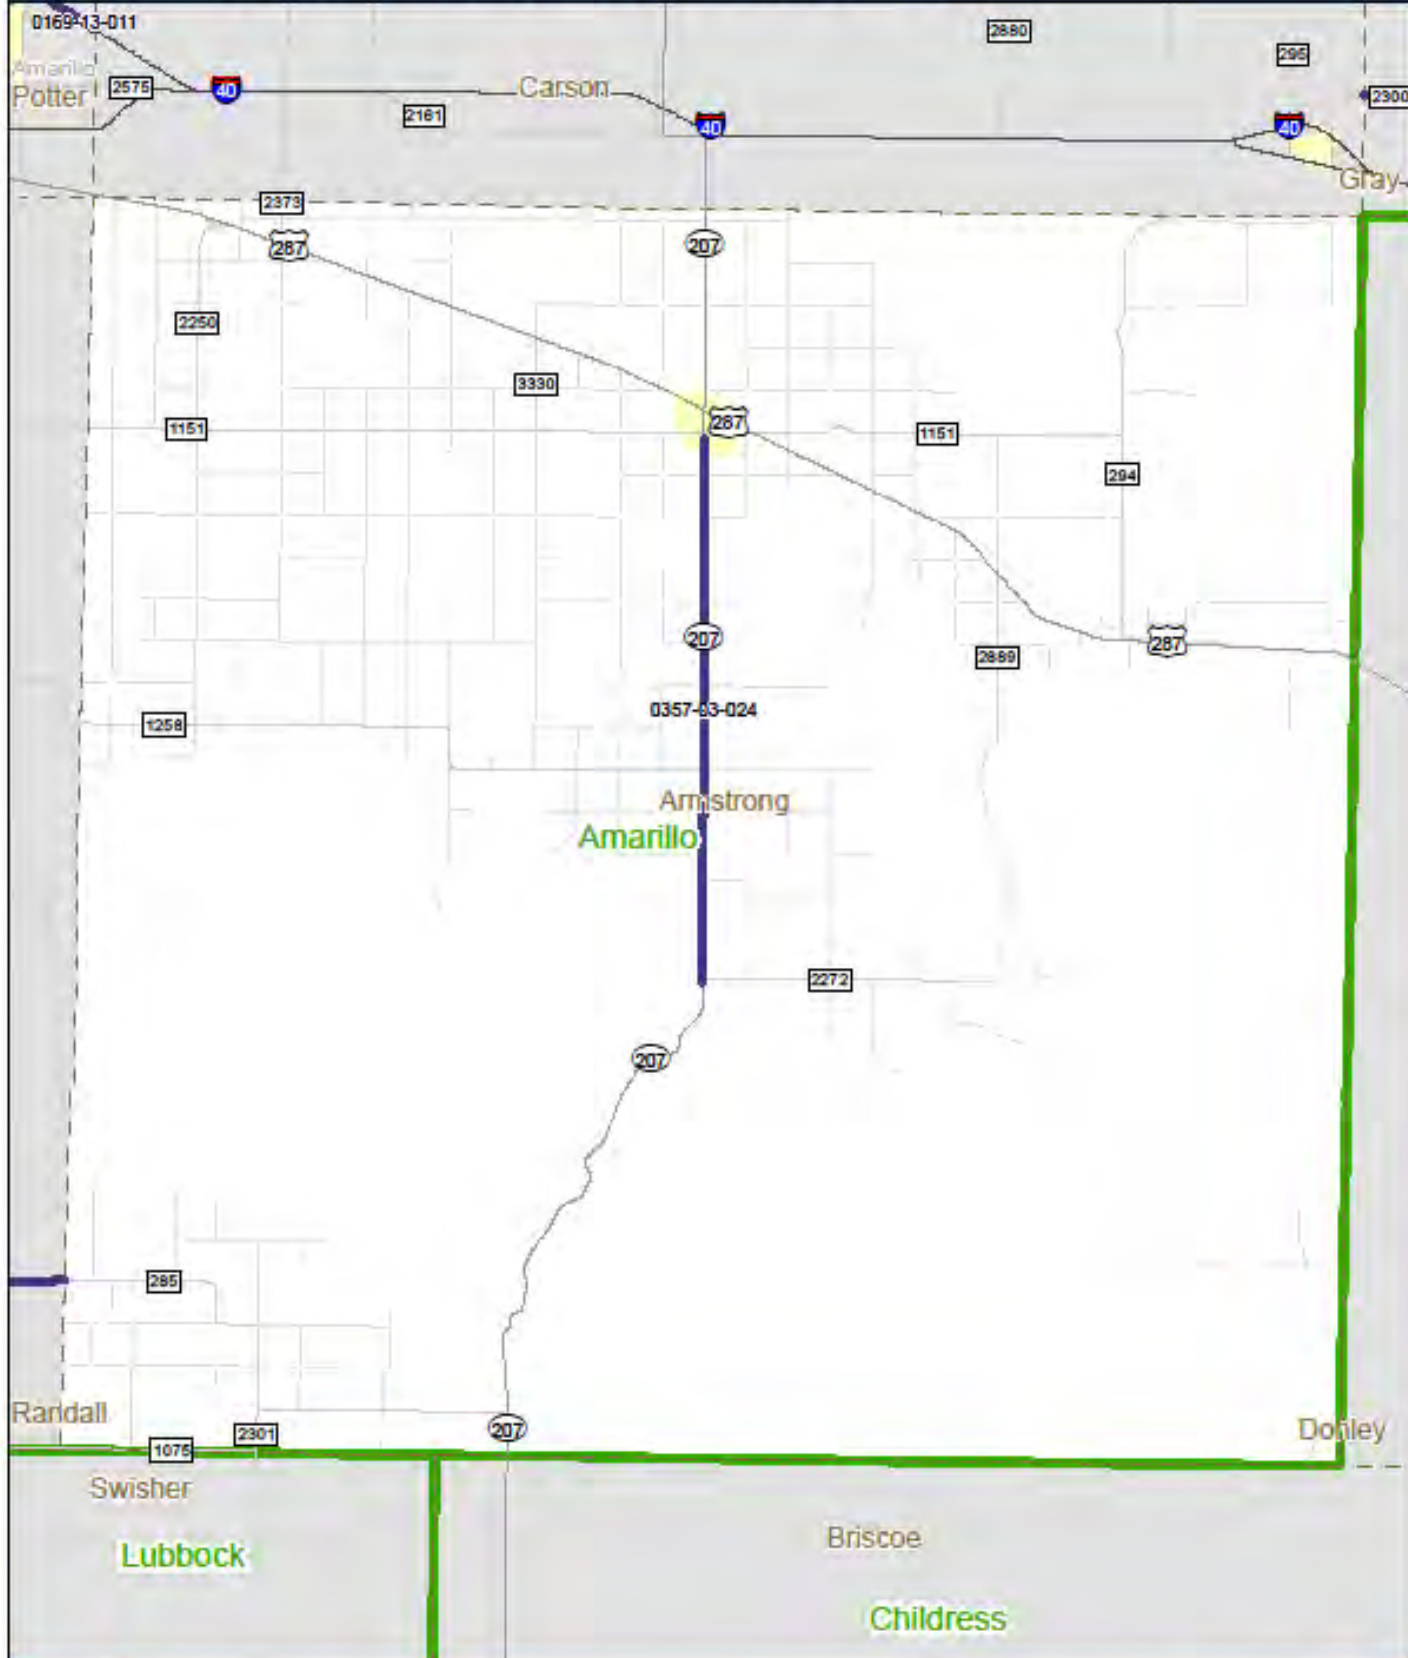 0169-13-011
2880
295
Amarillo
Potter
2575
40
Carson
2161
40
40
2300
Gray
2373
287
207
2250
3330
1151
287
1151
294
207
2889
287
0357-03-024
1258
Armstrong
Amarillo
2272
207
285
Randall
2301
207
Donley
1075
Swisher
Briscoe
Lubbock
Childress